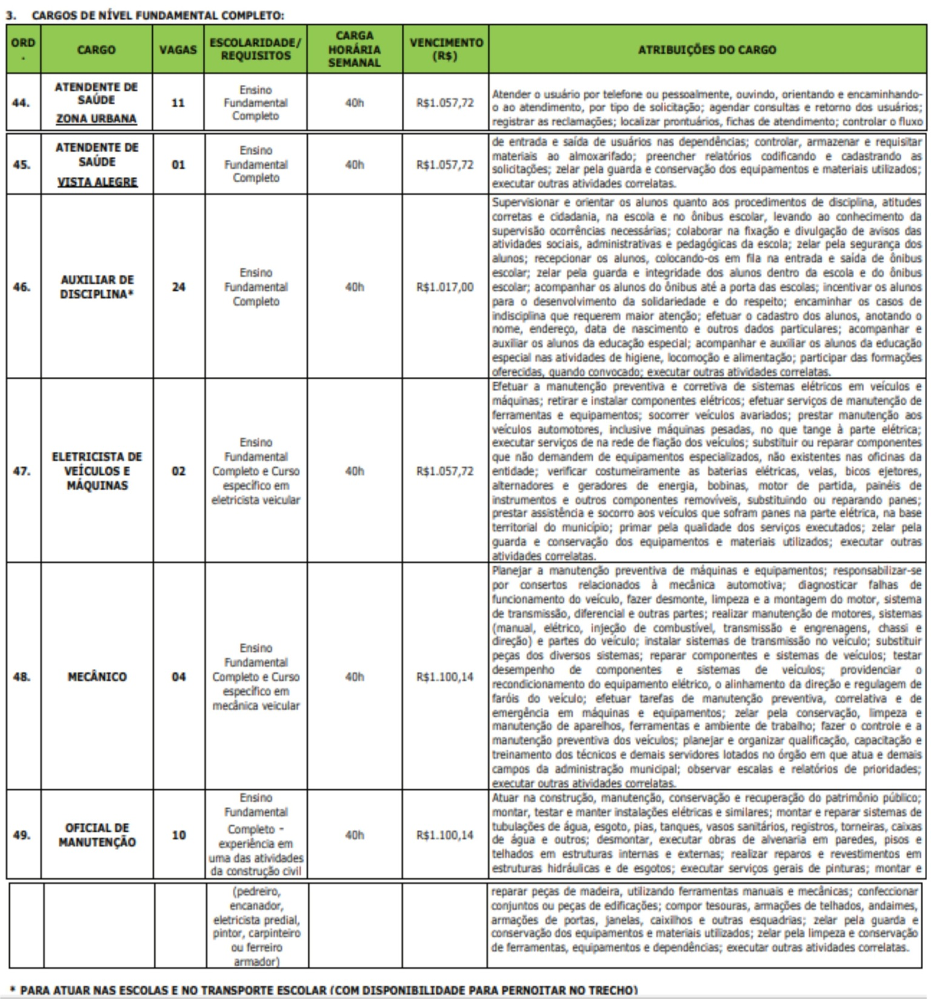 3. CARGOS DE NÍVEL FUNDAMENTAL COMPLETO:
ORD
.
CARGO
VAGAS
ESCOLARIDADE/
REQUISITOS
CARGA
HORÁRIA
SEMANAL
VENCIMENTO
(R$)
ATRIBUIÇÕES DO CARGO
44.
ATENDENTE DE
SAÚDE
ZONA URBANA
11
Ensino
Fundamental
Completo
40h
R$1.057,72
Atender o usuário por telefone ou pessoalmente, ouvindo, orientando e encaminhando-
o ao atendimento, por tipo de solicitação; agendar consultas e retorno dos usuários;
registrar as reclamações; localizar prontuários, fichas de atendimento; controlar o fluxo
45.
ATENDENTE DE
SAÚDE
VISTA ALEGRE
01
Ensino
Fundamental
Completo
40h
R$1.057,72
de entrada e saída de usuários nas dependências; controlar, armazenar e requisitar
materiais ao almoxarifado; preencher relatórios codificando e cadastrando as
solicitações; zelar pela guarda e conservação dos equipamentos e materiais utilizados;
executar outras atividades correlatas.
46.
AUXILIAR DE
DISCIPLINA*
24
Ensino
Fundamental
Completo
40h
R$1.017,00
Supervisionar e orientar os alunos quanto aos procedimentos de disciplina, atitudes
corretas e cidadania, na escola e no ônibus escolar, levando ao conhecimento da
supervisão ocorrências necessárias; colaborar na fixação e divulgação de avisos das
atividades sociais, administrativas e pedagógicas da escola; zelar pela segurança dos
alunos; recepcionar os alunos, colocando-os em fila na entrada e saída de ônibus
escolar; zelar pela guarda e integridade dos alunos dentro da escola e do ônibus
escolar; acompanhar os alunos do ônibus até a porta das escolas; incentivar os alunos
para o desenvolvimento da solidariedade e do respeito; encaminhar os casos de
indisciplina que requerem maior atenção; efetuar o cadastro dos alunos, anotando o
nome, endereço, data de nascimento e outros dados particulares; acompanhar e
auxiliar os alunos da educação especial; acompanhar e auxiliar os alunos da educação
especial nas atividades de higiene, locomoção e alimentação; participar das formações
oferecidas, quando convocado; executar outras atividades correlatas.
47.
ELETRICISTA DE
VEÍCULOS E
MÁQUINAS
02
Ensino
Fundamental
Completo e Curso
específico em
eletricista veicular
40h
R$1.057,72
Efetuar a manutenção preventiva e corretiva de sistemas elétricos em veículos e
máquinas; retirar e instalar componentes elétricos; efetuar serviços de manutenção de
ferramentas e equipamentos; socorrer veículos avariados; prestar manutenção aos
veículos automotores, inclusive máquinas pesadas, no que tange à parte elétrica;
executar serviços de na rede de fiação dos veículos; substituir ou reparar componentes
que não demandem de equipamentos especializados, não existentes nas oficinas da
entidade; verificar costumeiramente as baterias elétricas, velas, bicos ejetores,
alternadores e geradores de energia, bobinas, motor de partida, painéis de
instrumentos e outros componentes removíveis, substituindo ou reparando panes;
prestar assistência e socorro aos veículos que sofram panes na parte elétrica, na base
territorial do município; primar pela qualidade dos serviços executados; zelar pela
guarda e conservação dos equipamentos e materiais utilizados; executar outras
atividades correlatas.
48.
MECÂNICO
04
Ensino
Fundamental
Completo e Curso
específico em
mecânica veicular
40h
R$1.100,14
Planejar a manutenção preventiva de máquinas e equipamentos; responsabilizar-se
por consertos relacionados à mecânica automotiva; diagnosticar falhas de
funcionamento do veículo, fazer desmonte, limpeza e a montagem do motor, sistema
de transmissão, diferencial e outras partes; realizar manutenção de motores, sistemas
(manual, elétrico, injeção de combustível, transmissão e engrenagens, chassi e
direção) e partes do veículo; instalar sistemas de transmissão no veículo; substituir
peças dos diversos sistemas; reparar componentes e sistemas de veículos; testar
desempenho de componentes e sistemas de veículos; providenciar o
recondicionamento do equipamento elétrico, o alinhamento da direção e regulagem de
faróis do veículo; efetuar tarefas de manutenção preventiva, correlativa e de
emergência em máquinas e equipamentos; zelar pela conservação, limpeza e
manutenção de aparelhos, ferramentas e ambiente de trabalho; fazer o controle e a
manutenção preventiva dos veículos; planejar e organizar qualificação, capacitação e
treinamento dos técnicos e demais servidores lotados no órgão em que atua e demais
campos da administração municipal; observar escalas e relatórios de prioridades;
executar outras atividades correlatas.
49.
OFICIAL DE
MANUTENÇÃO
10
Ensino
Fundamental
Completo -
experiência em
uma das atividades
da construção civil
40h
R$1.100,14
Atuar na construção, manutenção, conservação e recuperação do patrimônio público;
montar, testar e manter instalações elétricas e similares; montar e reparar sistemas de
tubulações de água, esgoto, pias, tanques, vasos sanitários, registros, torneiras, caixas
de água e outros; desmontar, executar obras de alvenaria em paredes, pisos e
telhados em estruturas internas e externas; realizar reparos e revestimentos em
estruturas hidráulicas e de esgotos; executar serviços gerais de pinturas; montar e
(pedreiro,
encanador,
eletricista predial,
pintor, carpinteiro
ou ferreiro
armador)
reparar peças de madeira, utilizando ferramentas manuais e mecânicas; confeccionar
conjuntos ou peças de edificações; compor tesouras, armações de telhados, andaimes,
armações de portas, janelas, caixilhos e outras esquadrias; zelar pela guarda e
conservação dos equipamentos e materiais utilizados; zelar pela limpeza e conservação
de ferramentas, equipamentos e dependências; executar outras atividades correlatas.
* PARA ATUAR NAS ESCOLAS E NO TRANSPORTE ESCOLAR (COM DISPONIBILIDADE PARA PERNOITAR NO TRECHO)